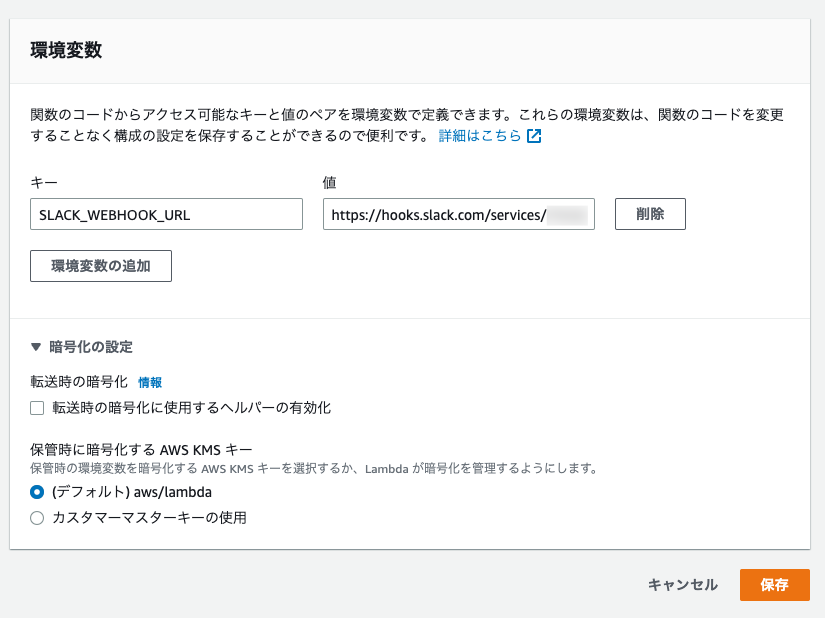 環境変数
関数のコードからアクセス可能なキーと値のペアを環境変数で定義できます。これらの環境変数は、関数のコードを変更
することなく構成の設定を保存することができるので便利です。 詳細はこちら
キー 値
SLACK_WEBHOOK_URL https://hooks.slack.com/services/ 削除
環境変数の追加
▼ 暗号化の設定
転送時の暗号化 情報
転送時の暗号化に使用するヘルパーの有効化
保管時に暗号化する AWS KMS キー
保管時の環境変数を暗号化する AWS KMS キーを選択するか、Lambda が暗号化を管理するようにします。
(デフォルト) aws/lambda
カスタマーマスターキーの使用
キャンセル 保存